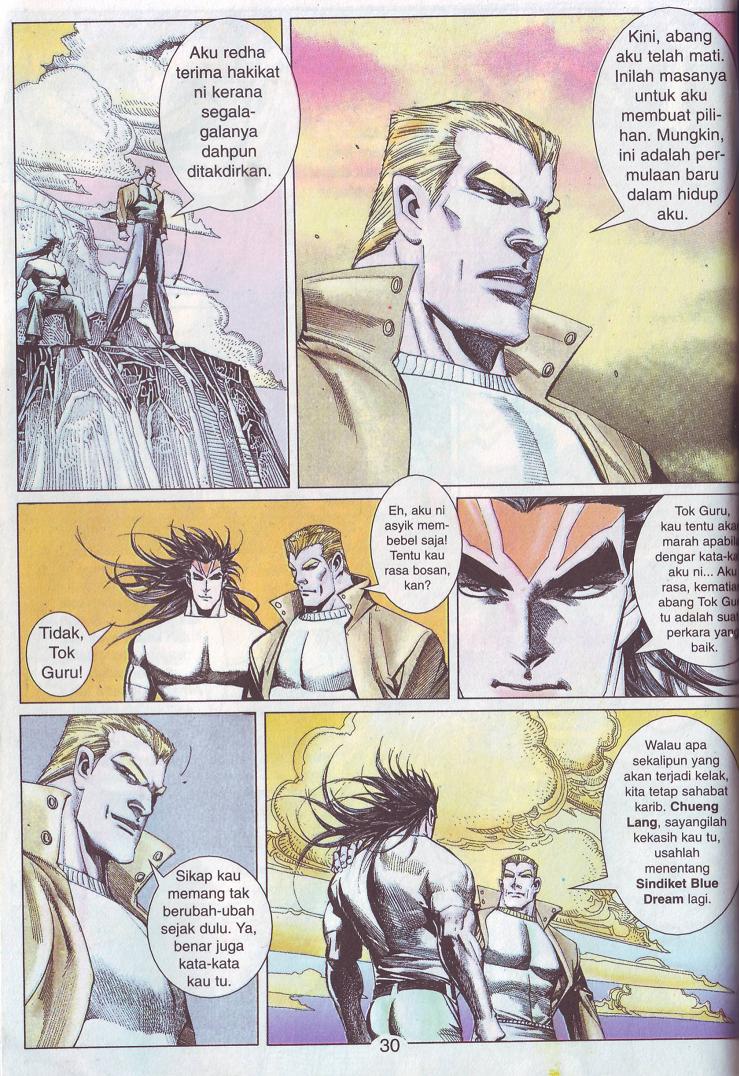 Aku redha
terima hakikat
ni kerana
segala-
galanya
dahpun
ditakdirkan.
Kini, abang
aku telah mati.
Inilah masanya
untuk aku
membuat pili-
han. Mungkin,
ini adalah per-
mulaan baru
dalam hidup
aku.
Tidak,
Tok
Guru!
Eh, aku ni
asyik mem-
bebel saja!
Tentu kau
rasa bosan,
kan?
Tok Guru,
kau tentu
marah apabila
dengar
aku ni... Aku
rasa,
abang Tok
tu adalah
perkara yang
baik.
Sikap kau
memang tak
berubah-ubah
sejak dulu. Ya,
benar juga
kata-kata
kau tu.
Walau apa
sekalipun yang
akan terjadi kelak,
kita tetap sahabat
karib. Chueng
Lang, sayangilah
kekasih kau tu,
usahlah
menentang
Sindiket Blue
Dream lagi.
30